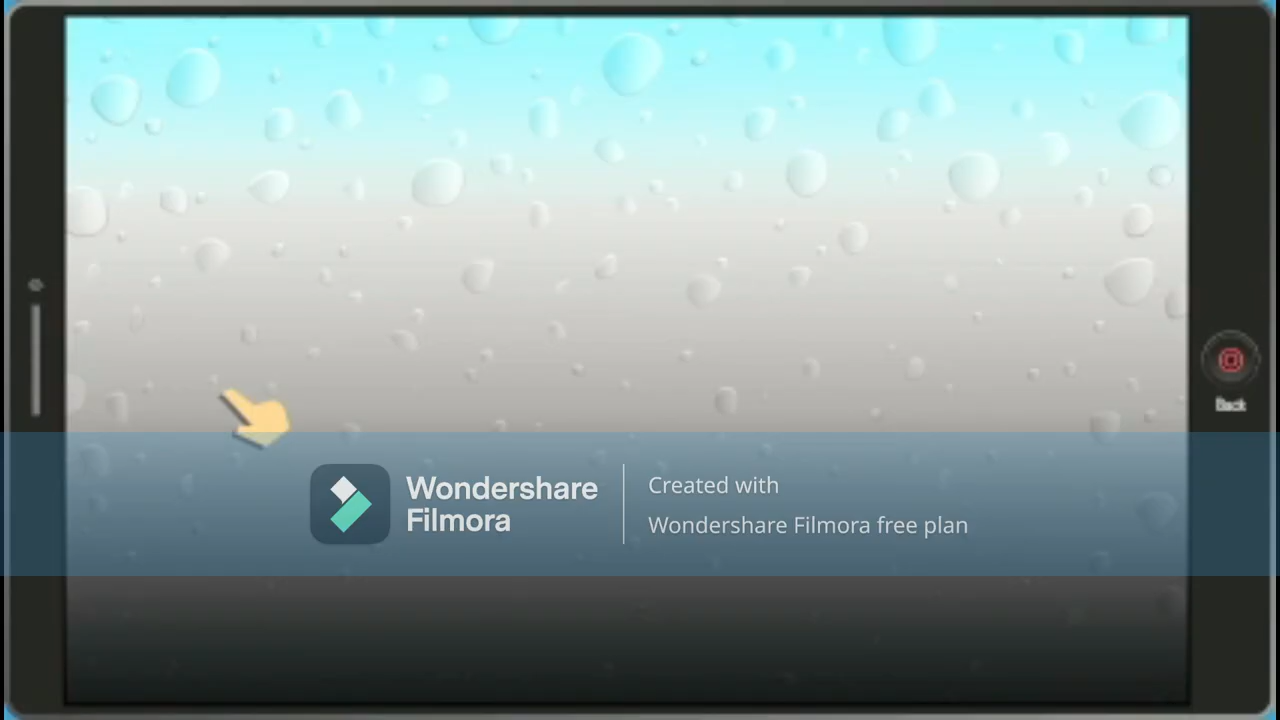 Back
Wondershare
Filmora
Created with
Wondershare Filmora free plan